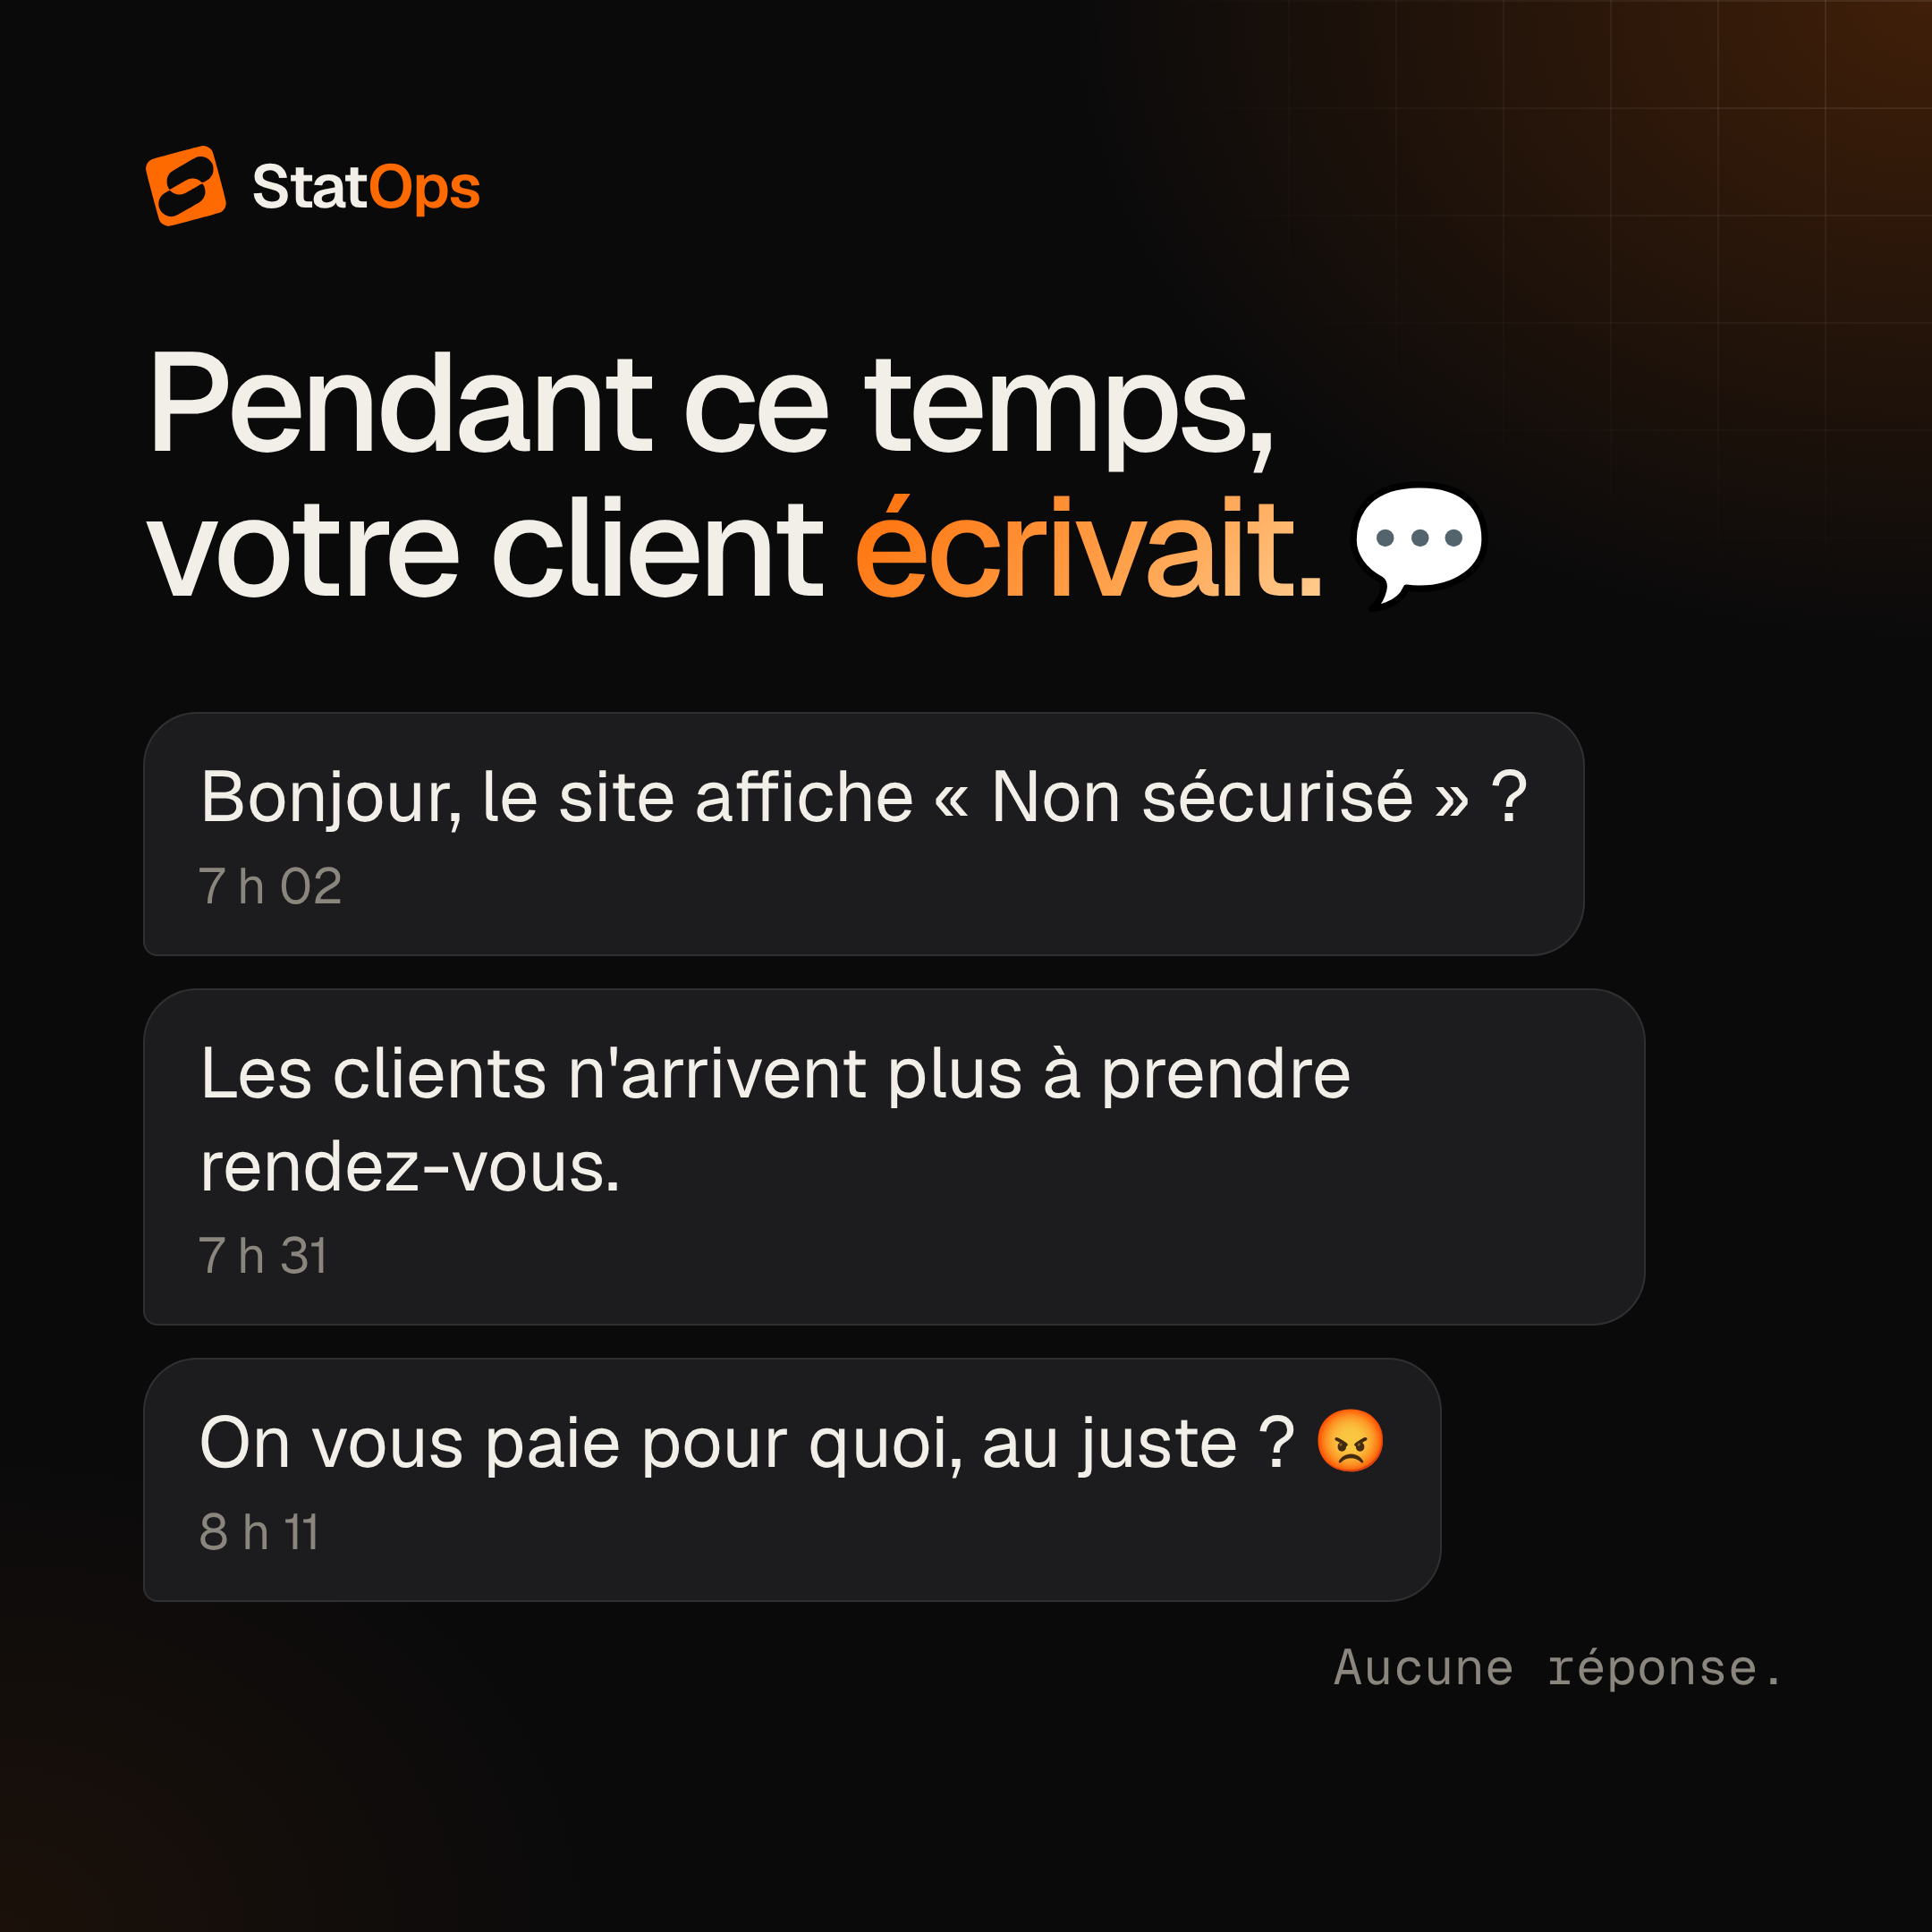 StatOps
Pendant ce temps,
votre client écrivait. 💬
Bonjour, le site affiche « Non sécurisé » ?
7 h 02
Les clients n'arrivent plus à prendre
rendez-vous.
7 h 31
On vous paie pour quoi, au juste ? 😡
8 h 11
Aucune réponse.